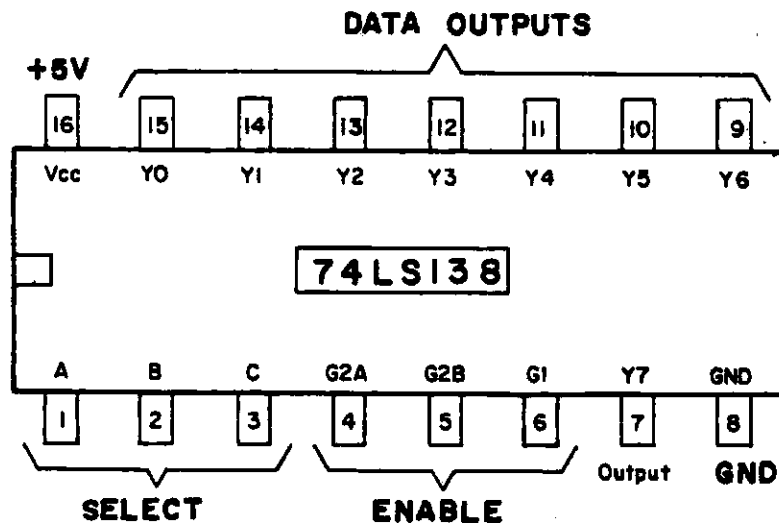 DATA OUTPUTS
+5V
16 15 14 13 12 11 10 9
Vcc Y0 Y1 Y2 Y3 Y4 Y5 Y6
74LS138
A B C G2A G2B G1 Y7 GND
1 2 3 4 5 6 7 8
Output GND
SELECT ENABLE